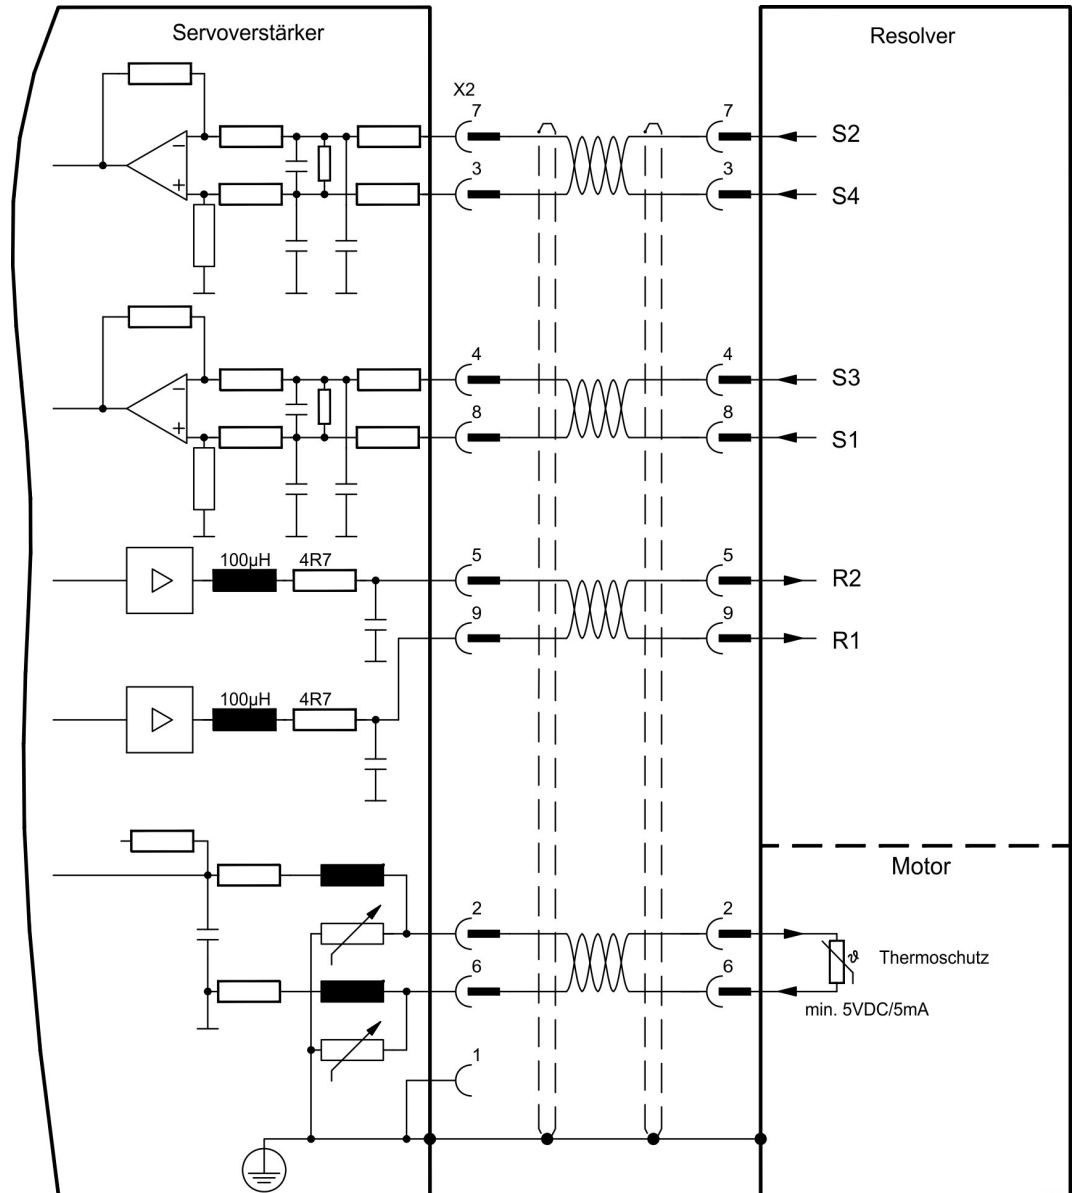 Servoverstärker
Resolver
X2
7
7
S2
3
3
S4
4
4
S3
8
8
S1
100µH
4R7
5
5
R2
9
9
R1
100µH
4R7
Motor
2
2
ϑ
Thermoschutz
6
6
min. 5VDC/5mA
1